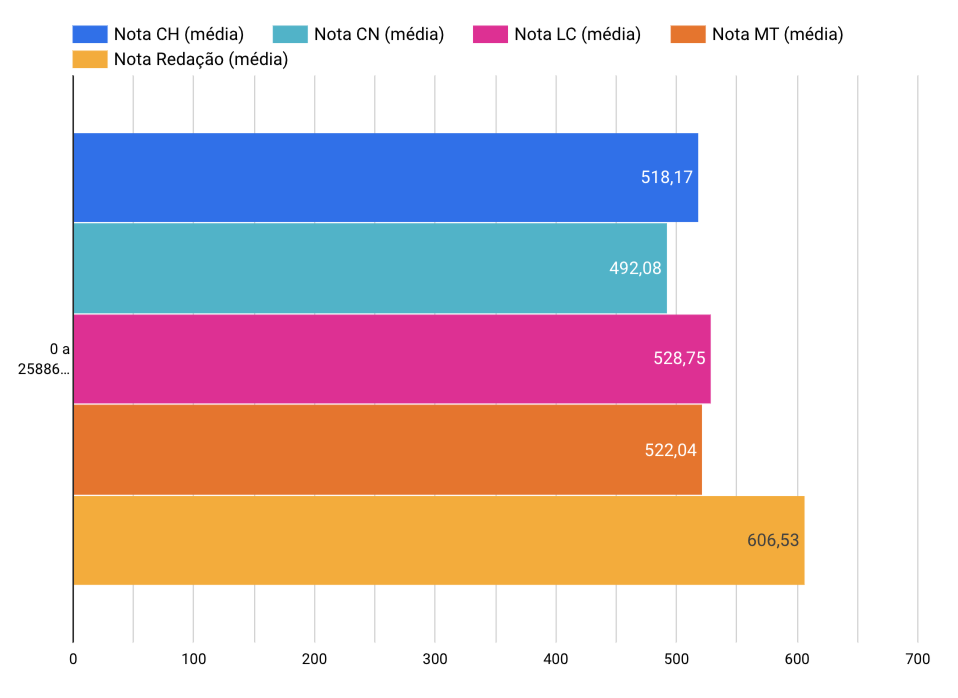 Nota CH (média) Nota CN (média) Nota LC (média) Nota MT (média)
Nota Redação (média)
518,17
492,08
0 a
25886…
528,75
522,04
606,53
0 100 200 300 400 500 600 700